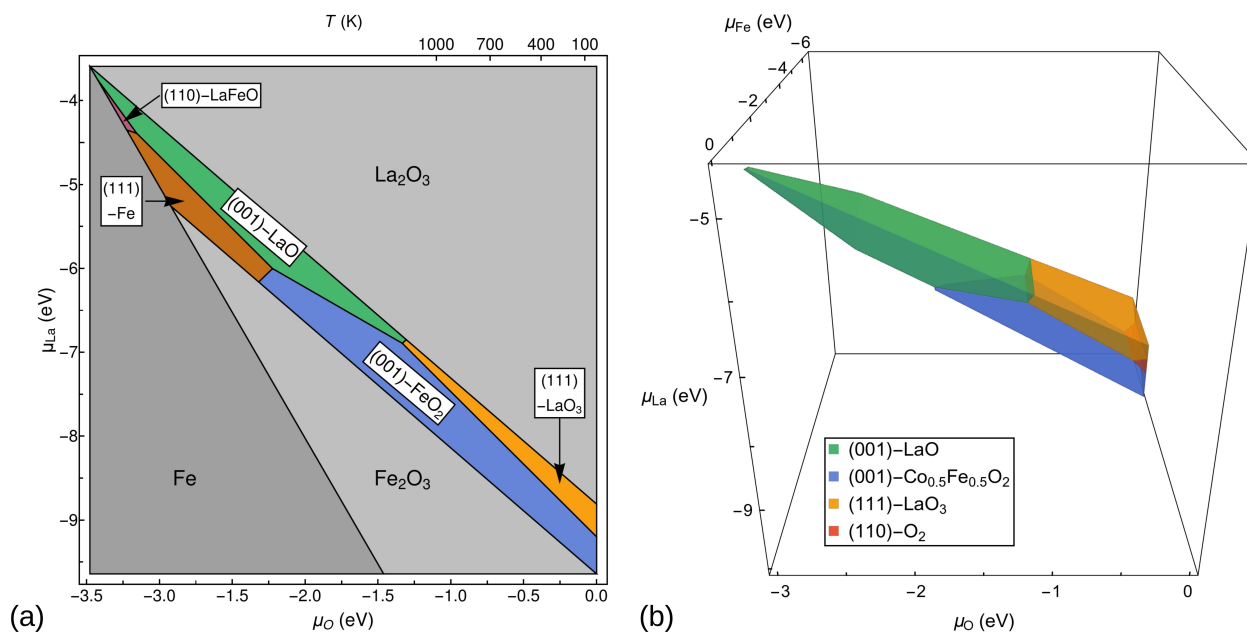 T (K)
1000 700 400 100
(110)−LaFeO
La₂O₃
(111)
−Fe
(001)−LaO
(001)−FeO₂
(111)
−LaO₃
Fe
Fe₂O₃
−4
−5
−6
−7
−8
−9
μLa (eV)
−3.5 −3.0 −2.5 −2.0 −1.5 −1.0 −0.5 0.0
μO (eV)
(a)
μFe (eV)
−6
−4
−2
0
−5
−7
−9
μLa (eV)
(001)−LaO
(001)−Co₀.₅Fe₀.₅O₂
(111)−LaO₃
(110)−O₂
−3 −2 −1 0
μO (eV)
(b)